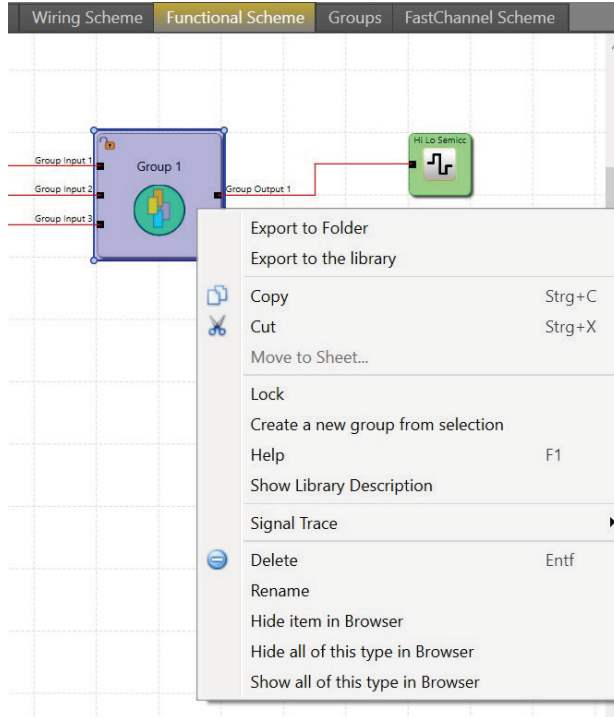 Wiring Scheme Functional Scheme Groups FastChannel Scheme
Hi Lo Semicc
Group Input 1
Group 1
Group Input 2
Group Output 1
Group Input 3
Export to Folder
Export to the library
Copy Strg+C
Cut Strg+X
Move to Sheet...
Lock
Create a new group from selection
Help F1
Show Library Description
Signal Trace
Delete Entf
Rename
Hide item in Browser
Hide all of this type in Browser
Show all of this type in Browser